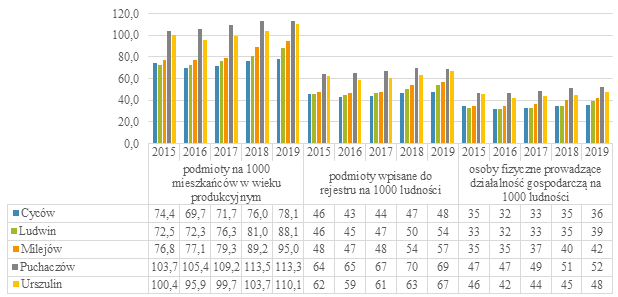 120,0
100,0
80,0
60,0
40,0
20,0
0,0
2015 2016 2017 2018 2019 2015 2016 2017 2018 2019 2015 2016 2017 2018 2019
podmioty na 1000 mieszkańców w wieku produkcyjnym
podmioty wpisane do rejestru na 1000 ludności
osoby fizyczne prowadzące działalność gospodarczą na 1000 ludności
Cyców 74,4 69,7 71,7 76,0 78,1 46 43 44 47 48 35 32 33 35 36
Ludwin 72,5 72,3 76,3 81,0 88,1 46 45 47 50 54 33 32 33 35 39
Milejów 76,8 77,1 79,3 89,2 95,0 48 47 48 54 57 35 35 37 40 42
Puchaczów 103,7 105,4 109,2 113,5 113,3 64 65 67 70 69 47 47 49 51 52
Urszulin 100,4 95,9 99,7 103,7 110,1 62 59 61 63 67 46 42 44 45 48